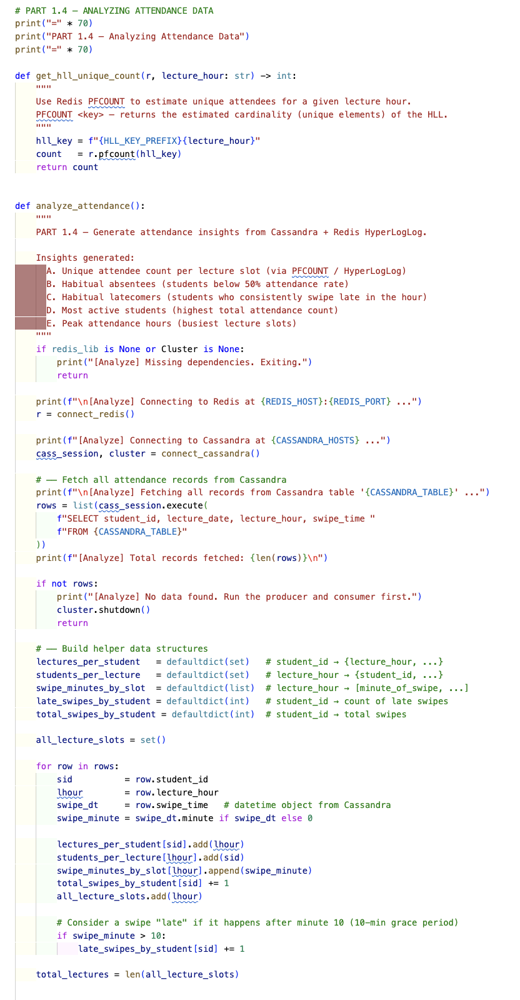 # PART 1.4 — ANALYZING ATTENDANCE DATA
print("=" * 70)
print("PART 1.4 — Analyzing Attendance Data")
print("=" * 70)

def get_hll_unique_count(r, lecture_hour: str) -> int:
    """
    Use Redis PFCOUNT to estimate unique attendees for a given lecture hour.
    PFCOUNT <key> — returns the estimated cardinality (unique elements) of the HLL.
    """
    hll_key = f"{HLL_KEY_PREFIX}{lecture_hour}"
    count   = r.pfcount(hll_key)
    return count


def analyze_attendance():
    """
    PART 1.4 — Generate attendance insights from Cassandra + Redis HyperLogLog.

    Insights generated:
      A. Unique attendee count per lecture slot (via PFCOUNT / HyperLogLog)
      B. Habitual absentees (students below 50% attendance rate)
      C. Habitual latecomers (students who consistently swipe late in the hour)
      D. Most active students (highest total attendance count)
      E. Peak attendance hours (busiest lecture slots)
    """
    if redis_lib is None or Cluster is None:
        print("[Analyze] Missing dependencies. Exiting.")
        return

    print(f"\n[Analyze] Connecting to Redis at {REDIS_HOST}:{REDIS_PORT} ...")
    r = connect_redis()

    print(f"[Analyze] Connecting to Cassandra at {CASSANDRA_HOSTS} ...")
    cass_session, cluster = connect_cassandra()

    # —— Fetch all attendance records from Cassandra
    print(f"\n[Analyze] Fetching all records from Cassandra table '{CASSANDRA_TABLE}' ...")
    rows = list(cass_session.execute(
        f"SELECT student_id, lecture_date, lecture_hour, swipe_time "
        f"FROM {CASSANDRA_TABLE}"
    ))
    print(f"[Analyze] Total records fetched: {len(rows)}\n")

    if not rows:
        print("[Analyze] No data found. Run the producer and consumer first.")
        cluster.shutdown()
        return

    # —— Build helper data structures
    lectures_per_student   = defaultdict(set)   # student_id → {lecture_hour, ...}
    students_per_lecture   = defaultdict(set)   # lecture_hour → {student_id, ...}
    swipe_minutes_by_slot  = defaultdict(list)  # lecture_hour → [minute_of_swipe, ...]
    late_swipes_by_student = defaultdict(int)   # student_id → count of late swipes
    total_swipes_by_student = defaultdict(int)  # student_id → total swipes

    all_lecture_slots = set()

    for row in rows:
        sid          = row.student_id
        lhour        = row.lecture_hour
        swipe_dt     = row.swipe_time   # datetime object from Cassandra
        swipe_minute = swipe_dt.minute if swipe_dt else 0

        lectures_per_student[sid].add(lhour)
        students_per_lecture[lhour].add(sid)
        swipe_minutes_by_slot[lhour].append(swipe_minute)
        total_swipes_by_student[sid] += 1
        all_lecture_slots.add(lhour)

        # Consider a swipe "late" if it happens after minute 10 (10-min grace period)
        if swipe_minute > 10:
            late_swipes_by_student[sid] += 1

    total_lectures = len(all_lecture_slots)